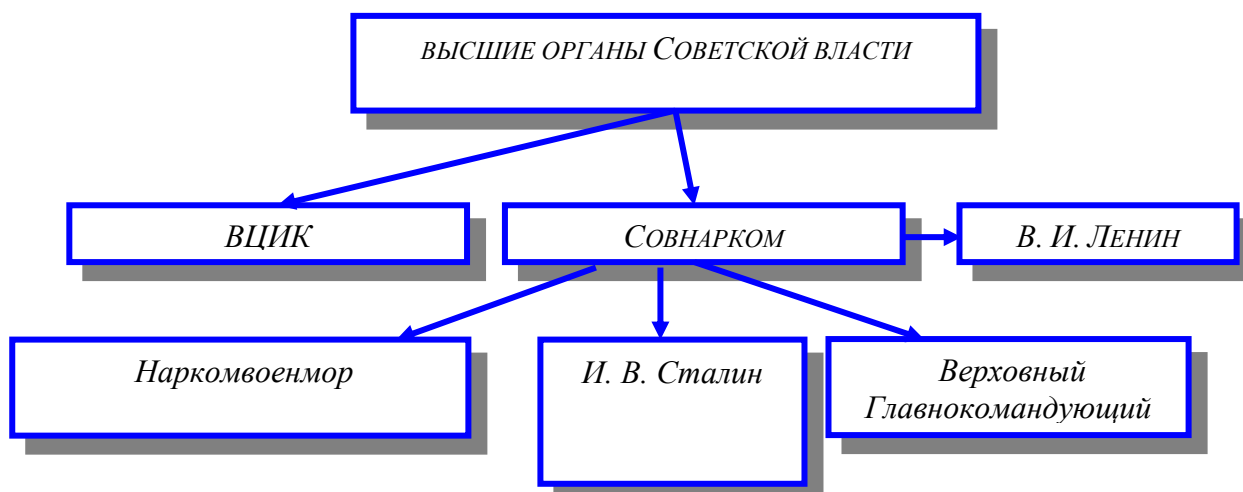 ВЫСШИЕ ОРГАНЫ СОВЕТСКОЙ ВЛАСТИ
ВЦИК
СОВНАРКОМ
В. И. ЛЕНИН
Наркомвоенмор
И. В. Сталин
Верховный
Главнокомандующий